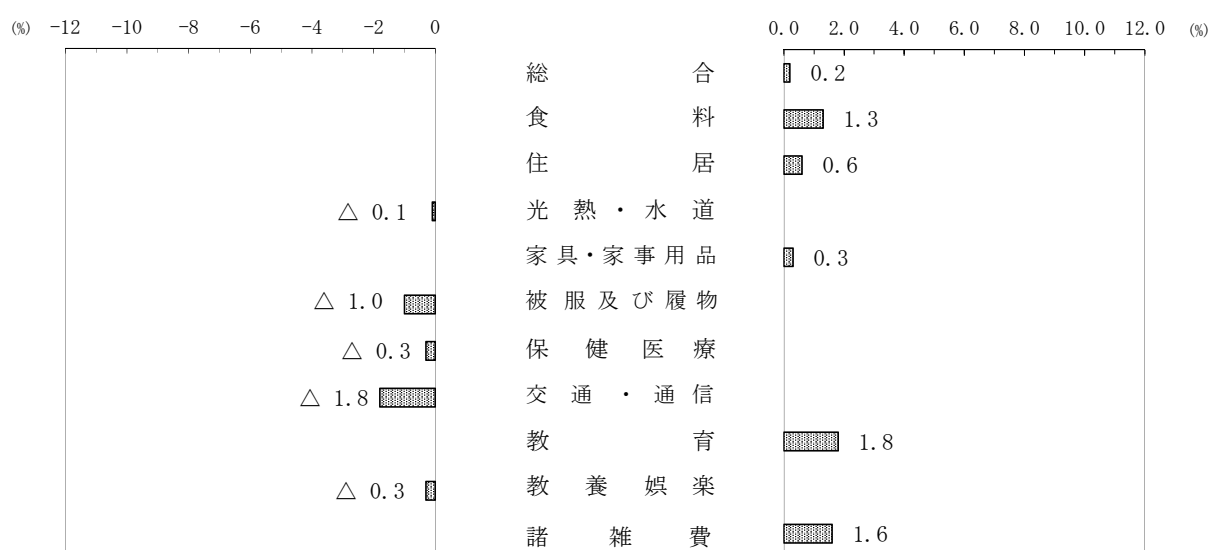 (%) -12 -10 -8 -6 -4 -2 0 0.0 2.0 4.0 6.0 8.0 10.0 12.0 (%)
総合 0.2
食料 1.3
住居 0.6
△ 0.1 光熱・水道
家具・家事用品 0.3
△ 1.0 被服及び履物
△ 0.3 保健医療
△ 1.8 交通・通信
教育 1.8
△ 0.3 教養娯楽
諸雑費 1.6